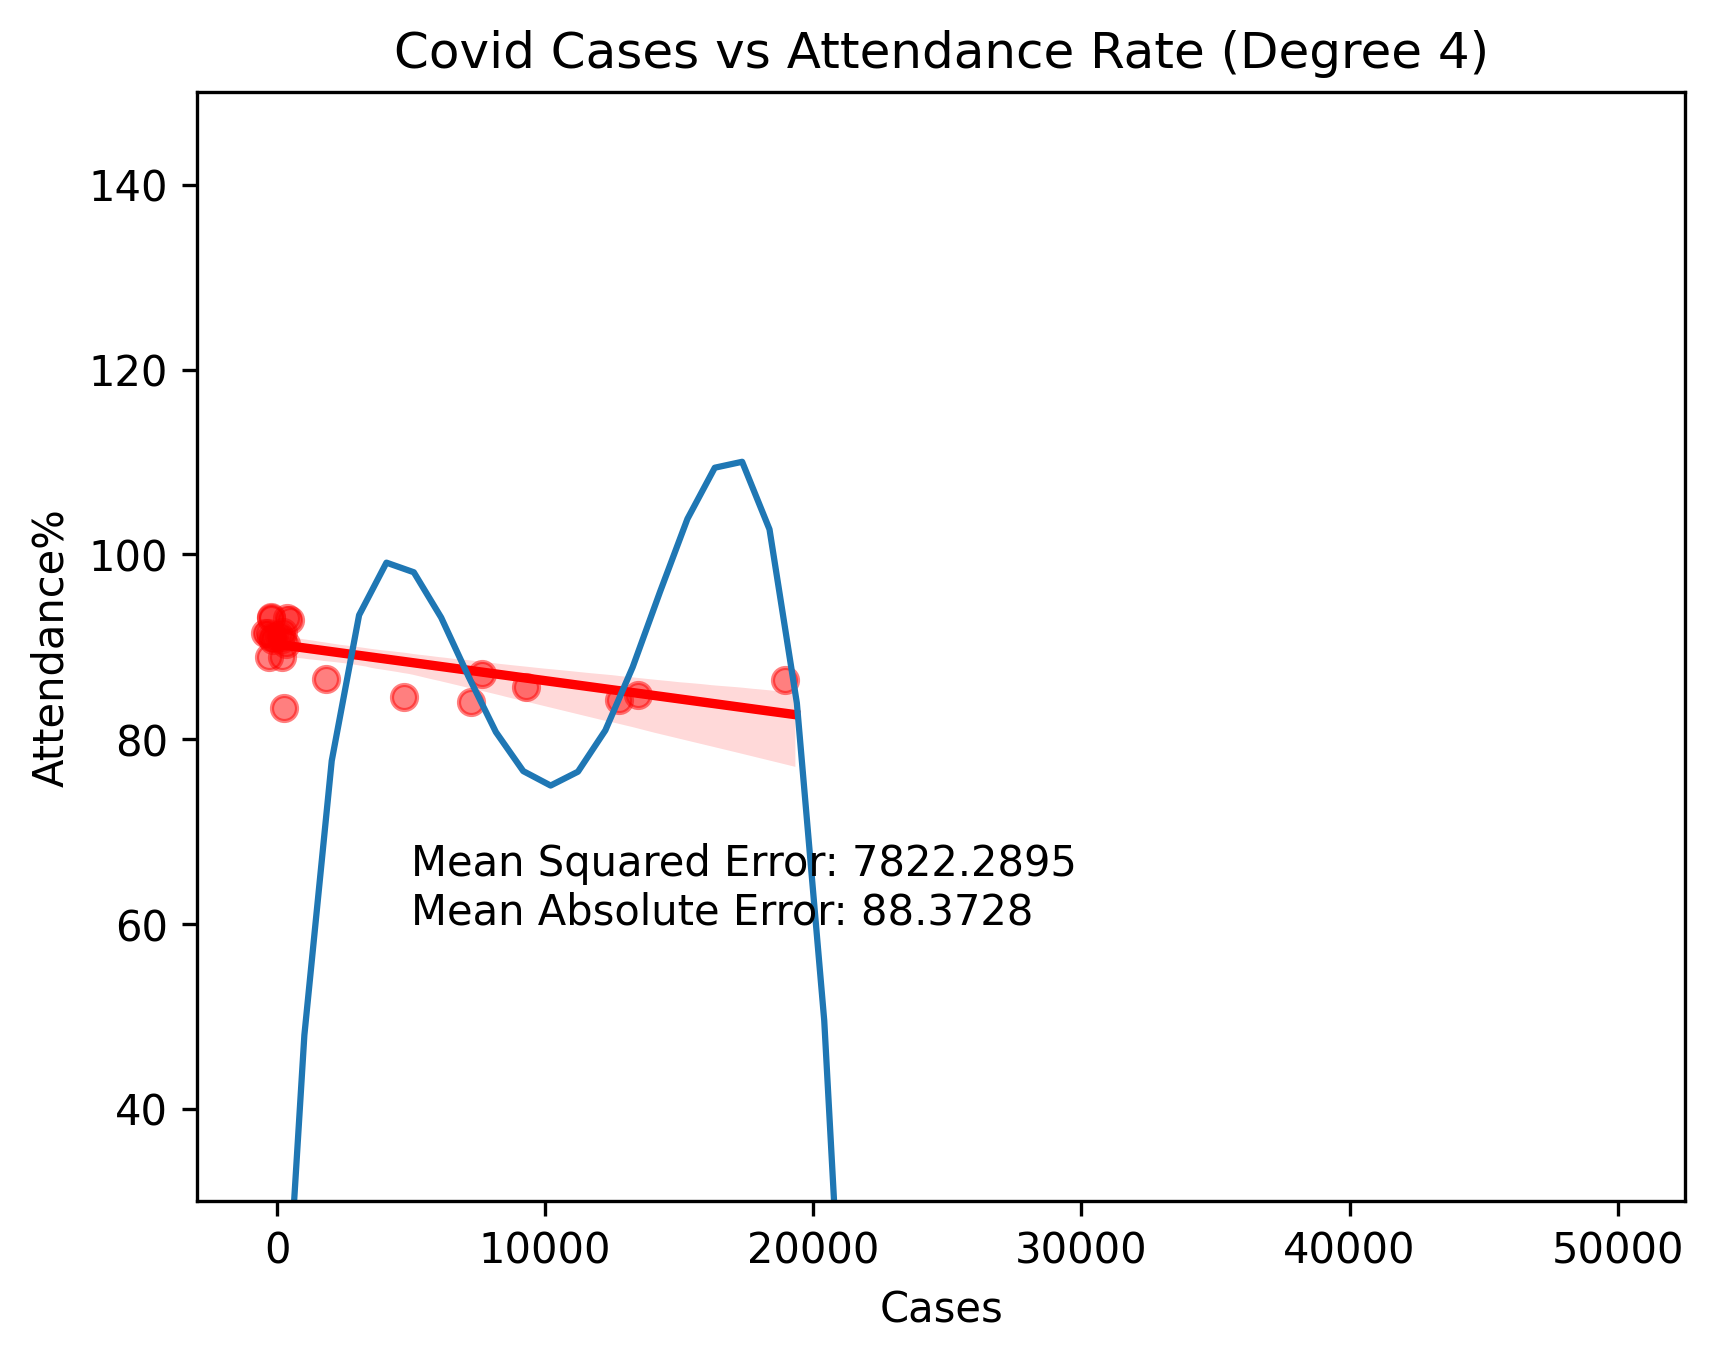 Covid Cases vs Attendance Rate (Degree 4)
140
120
100
80
60
40
Attendance%
Mean Squared Error: 7822.2895
Mean Absolute Error: 88.3728
0 10000 20000 30000 40000 50000
Cases